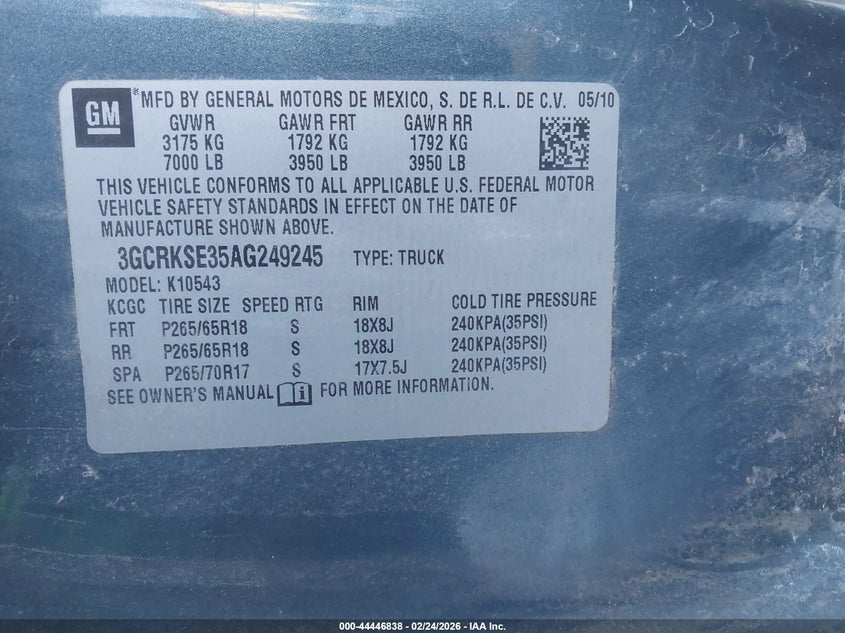 GM
MFD BY GENERAL MOTORS DE MEXICO, S. DE R.L. DE C.V. 05/10
GVWR GAWR FRT GAWR RR
3175 KG 1792 KG 1792 KG
7000 LB 3950 LB 3950 LB
THIS VEHICLE CONFORMS TO ALL APPLICABLE U.S. FEDERAL MOTOR
VEHICLE SAFETY STANDARDS IN EFFECT ON THE DATE OF
MANUFACTURE SHOWN ABOVE.
3GCRKSE35AG249245 TYPE: TRUCK
MODEL: K10543
KCGC TIRE SIZE SPEED RTG RIM COLD TIRE PRESSURE
FRT P265/65R18 S 18X8J 240KPA(35PSI)
RR P265/65R18 S 18X8J 240KPA(35PSI)
SPA P265/70R17 S 17X7.5J 240KPA(35PSI)
SEE OWNER'S MANUAL i FOR MORE INFORMATION.
000-44446838 - 02/24/2026 - IAA Inc.